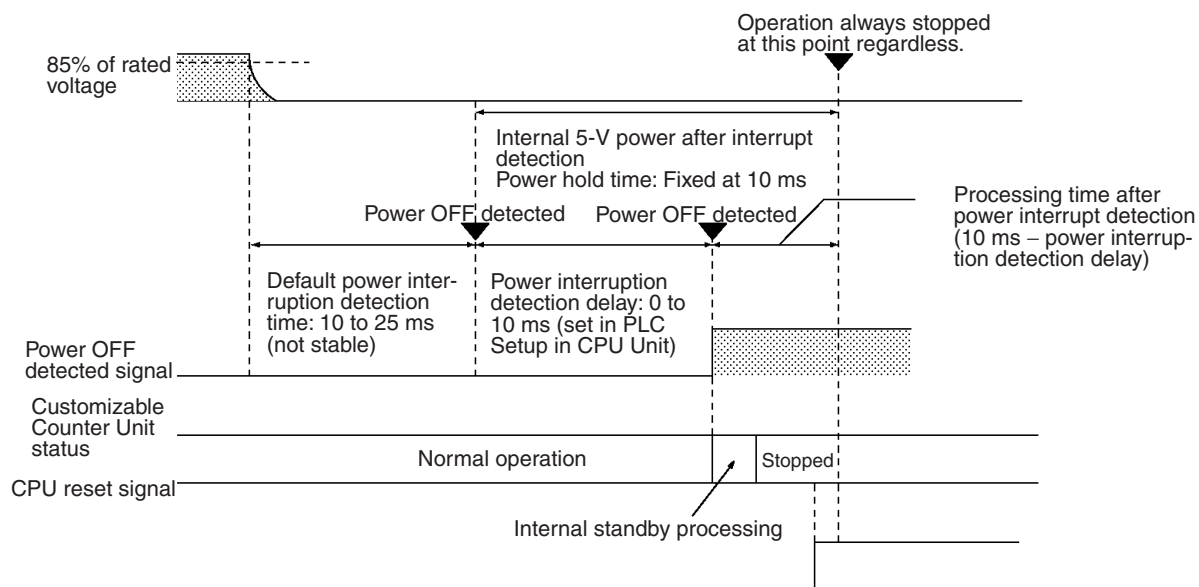 Operation always stopped
at this point regardless.
85% of rated
voltage
Internal 5-V power after interrupt
detection
Power hold time: Fixed at 10 ms
Processing time after
power interrupt detection
(10 ms – power interrup-
tion detection delay)
Power OFF detected
Power OFF detected
Default power inter-
ruption detection
time: 10 to 25 ms
(not stable)
Power interruption
detection delay: 0 to
10 ms (set in PLC
Setup in CPU Unit)
Power OFF
detected signal
Customizable
Counter Unit
status
Normal operation
Stopped
CPU reset signal
Internal standby processing